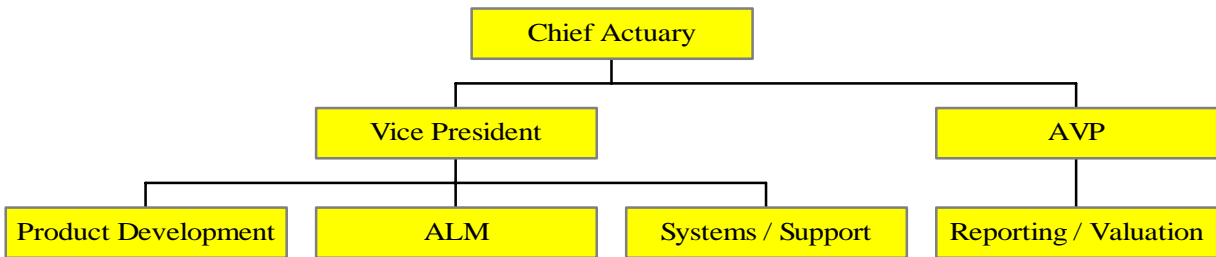 Chief Actuary
Vice President
AVP
Product Development
ALM
Systems / Support
Reporting / Valuation